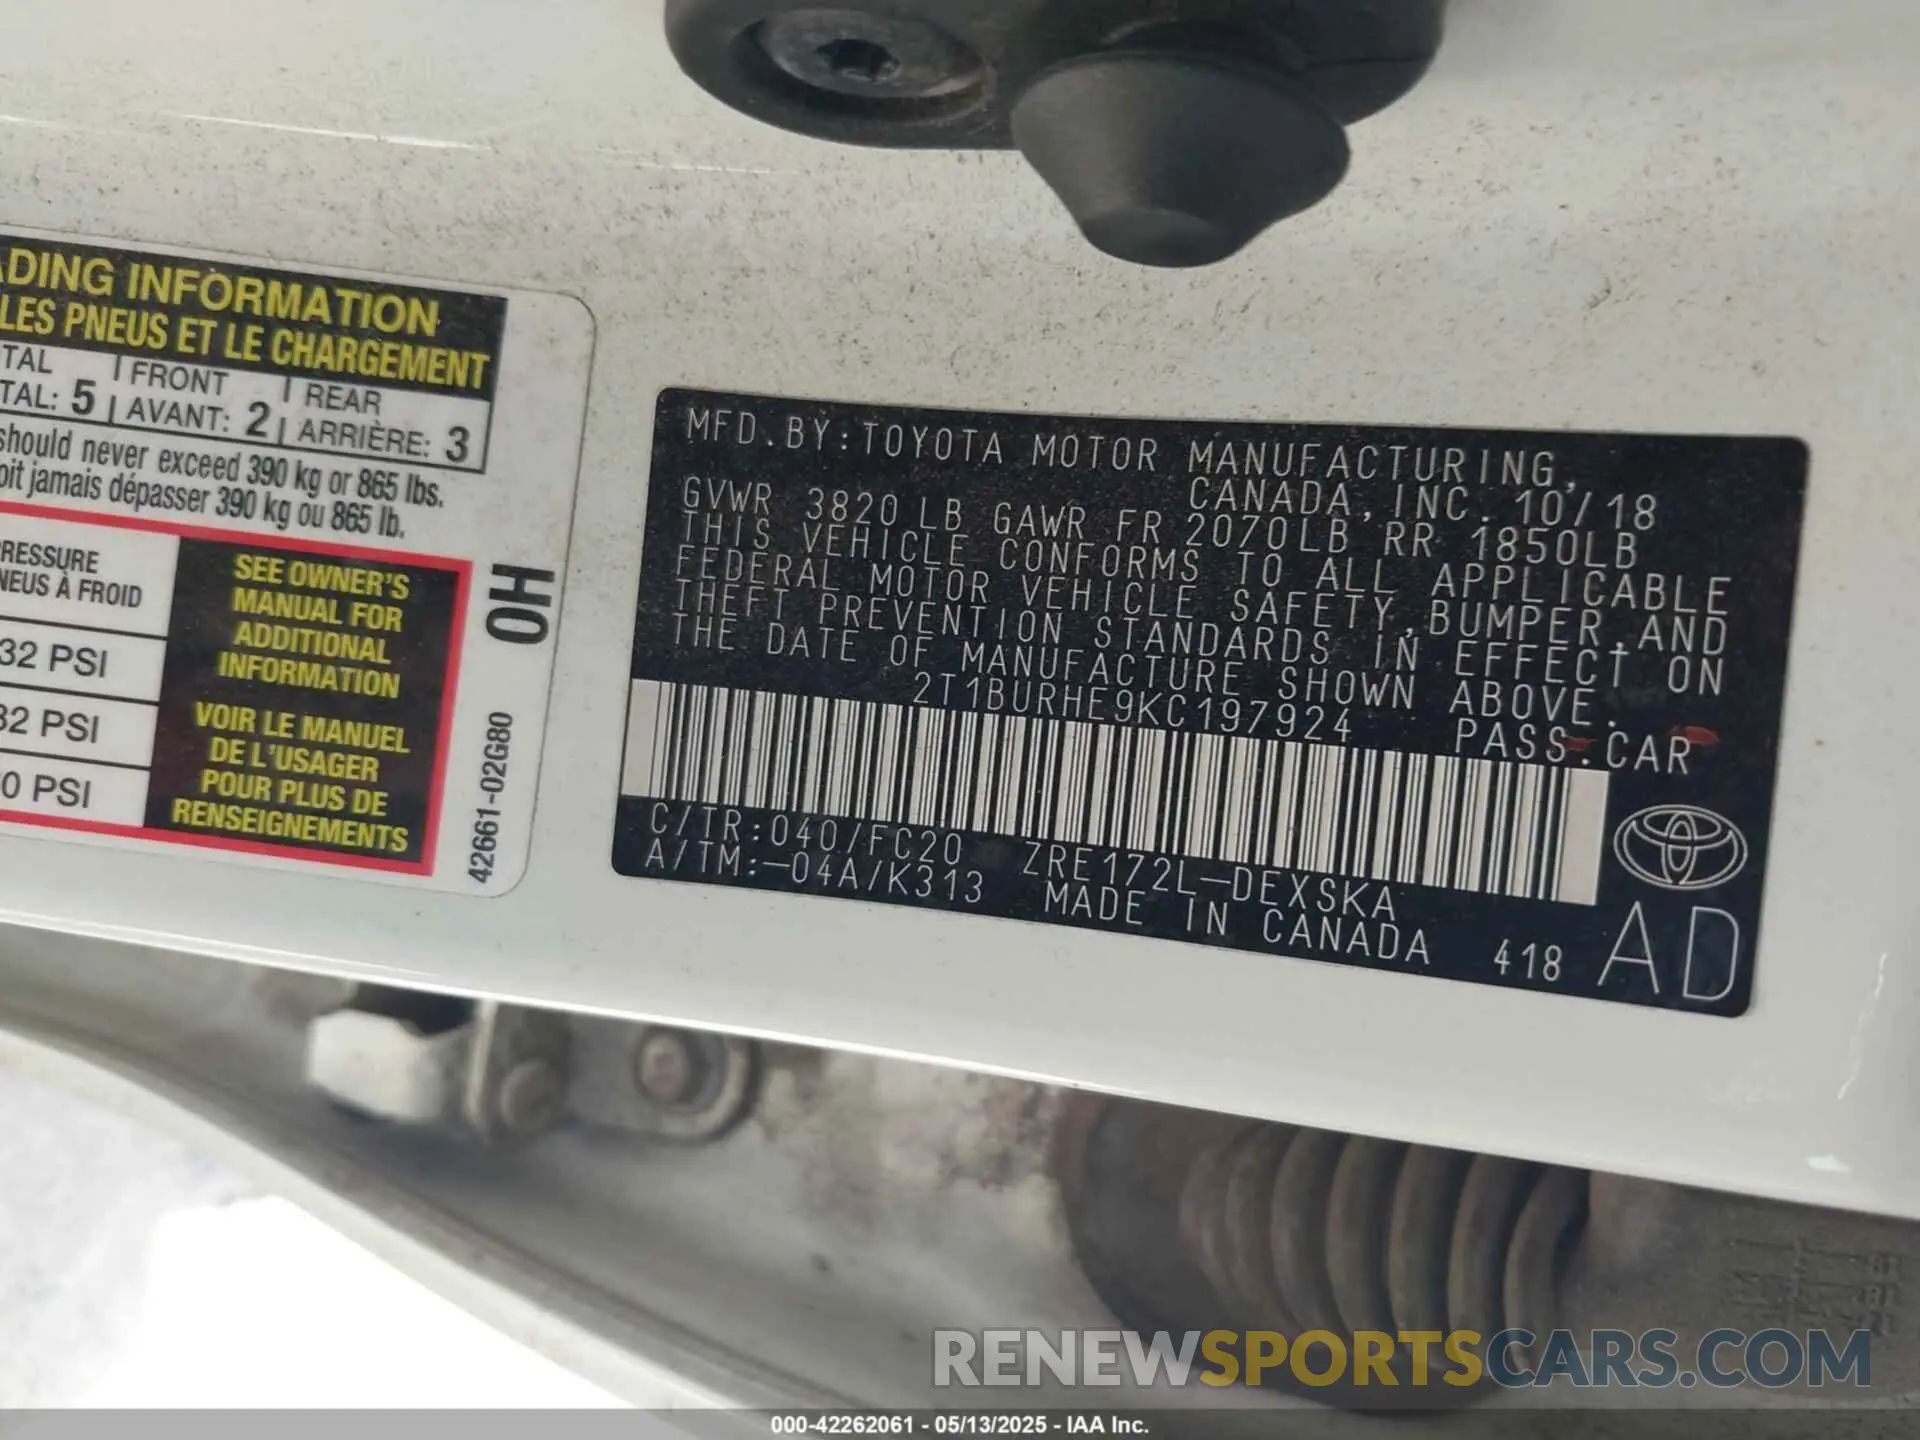 DING INFORMATION
LES PNEUS ET LE CHARGEMENT
TAL FRONT REAR
TAL: 5 AVANT: 2 ARRIÈRE: 3
should never exceed 390 kg or 865 lbs.
oit jamais dépasser 390 kg ou 865 lb.
RESSURE
NEUS À FROID
32 PSI
32 PSI
0 PSI
SEE OWNER'S
MANUAL FOR
ADDITIONAL
INFORMATION
VOIR LE MANUEL
DE L'USAGER
POUR PLUS DE
RENSEIGNEMENTS
OH
42661-02G80
MFD.BY:TOYOTA MOTOR MANUFACTURING,
CANADA,INC. 10/18
GVWR 3820LB GAWR FR 2070LB RR 1850LB
THIS VEHICLE CONFORMS TO ALL APPLICABLE
FEDERAL MOTOR VEHICLE SAFETY,BUMPER,AND
THEFT PREVENTION STANDARDS IN EFFECT ON
THE DATE OF MANUFACTURE SHOWN ABOVE.
2T1BURHE9KC197924 PASS.CAR
C/TR:040/FC20 ZRE172L-DEXSKA
A/TM:-04A/K313 MADE IN CANADA 418
AD
RENEWSPORTSCARS.COM
000-42262061 - 05/13/2025 - IAA Inc.